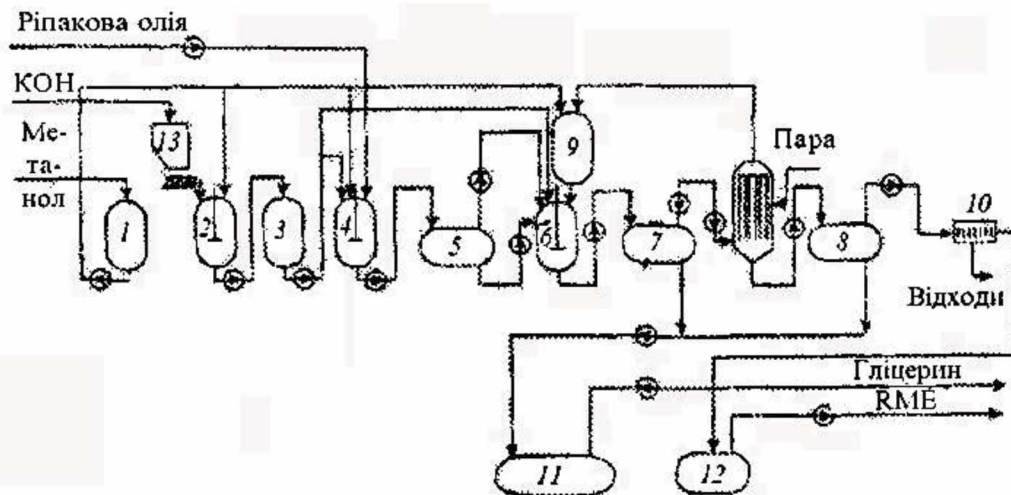 Ріпакова олія
КОН
Ме-
та-
нол
Пара
13
9
10
1
2
3
4
5
6
7
8
Відходи
Гліцерин
RME
11
12